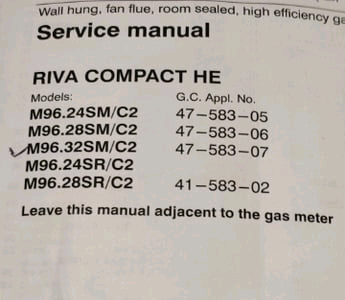 Wall hung, fan flue, room sealed, high efficiency ga
Service manual
RIVA COMPACT HE
Models: G.C. Appl. No.
M96.24SM/C2 47-583-05
M96.28SM/C2 47-583-06
M96.32SM/C2 47-583-07
M96.24SR/C2
M96.28SR/C2 41-583-02
Leave this manual adjacent to the gas meter